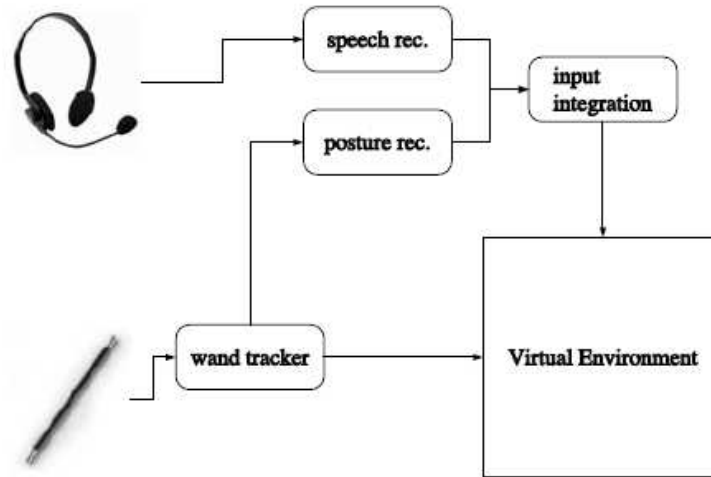 speech rec.
input
integration
posture rec.
wand tracker
Virtual Environment